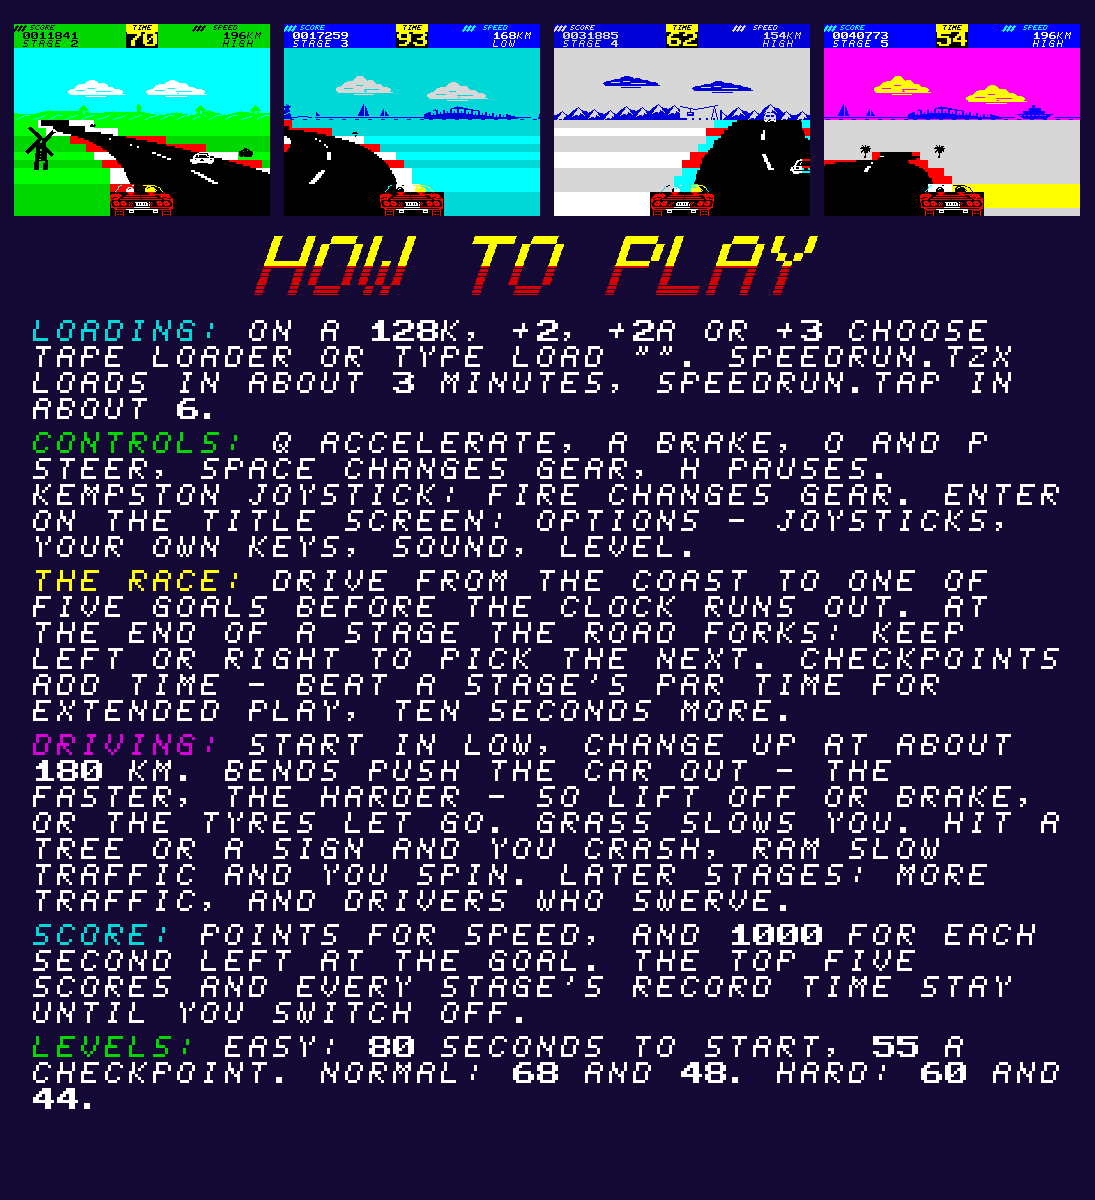 SCORE TIME SPEED
0011841 70 196KM
STAGE 2 HIGH
SCORE TIME SPEED
0017259 93 168KM
STAGE 3 LOW
SCORE TIME SPEED
0031885 62 154KM
STAGE 4 HIGH
SCORE TIME SPEED
0040773 54 196KM
STAGE 5 HIGH
HOW TO PLAY
LOADING: ON A 128K, +2, +2A OR +3 CHOOSE
TAPE LOADER OR TYPE LOAD "". SPEEDRUN.TZX
LOADS IN ABOUT 3 MINUTES, SPEEDRUN.TAP IN
ABOUT 6.
CONTROLS: Q ACCELERATE, A BRAKE, O AND P
STEER, SPACE CHANGES GEAR, H PAUSES.
KEMPSTON JOYSTICK: FIRE CHANGES GEAR. ENTER
ON THE TITLE SCREEN: OPTIONS - JOYSTICKS,
YOUR OWN KEYS, SOUND, LEVEL.
THE RACE: DRIVE FROM THE COAST TO ONE OF
FIVE GOALS BEFORE THE CLOCK RUNS OUT. AT
THE END OF A STAGE THE ROAD FORKS: KEEP
LEFT OR RIGHT TO PICK THE NEXT. CHECKPOINTS
ADD TIME - BEAT A STAGE'S PAR TIME FOR
EXTENDED PLAY, TEN SECONDS MORE.
DRIVING: START IN LOW, CHANGE UP AT ABOUT
180 KM. BENDS PUSH THE CAR OUT - THE
FASTER, THE HARDER - SO LIFT OFF OR BRAKE,
OR THE TYRES LET GO. GRASS SLOWS YOU. HIT A
TREE OR A SIGN AND YOU CRASH, RAM SLOW
TRAFFIC AND YOU SPIN. LATER STAGES: MORE
TRAFFIC, AND DRIVERS WHO SWERVE.
SCORE: POINTS FOR SPEED, AND 1000 FOR EACH
SECOND LEFT AT THE GOAL. THE TOP FIVE
SCORES AND EVERY STAGE'S RECORD TIME STAY
UNTIL YOU SWITCH OFF.
LEVELS: EASY: 80 SECONDS TO START, 55 A
CHECKPOINT. NORMAL: 68 AND 48. HARD: 60 AND
44.